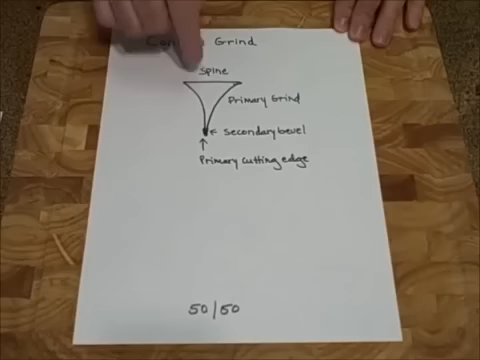 Grind
Spine
Primary Grind
Secondary bevel
Primary cutting edge
50/50